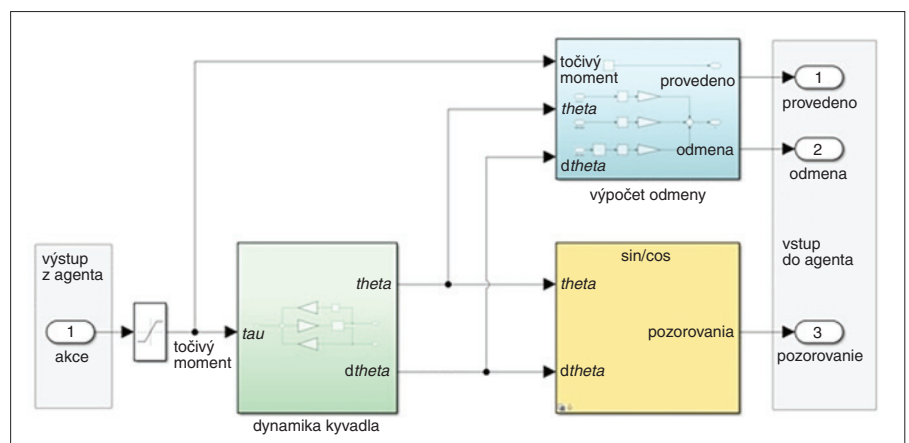 výstup
z agenta
1
akce
točivý
moment
tau
theta
dtheta
dynamika kyvadla
točivý
moment
theta
dtheta
provedeno
odmena
výpočet odmeny
sin/cos
theta
dtheta
pozorovania
1
provedeno
2
odmena
vstup
do agenta
3
pozorovanie